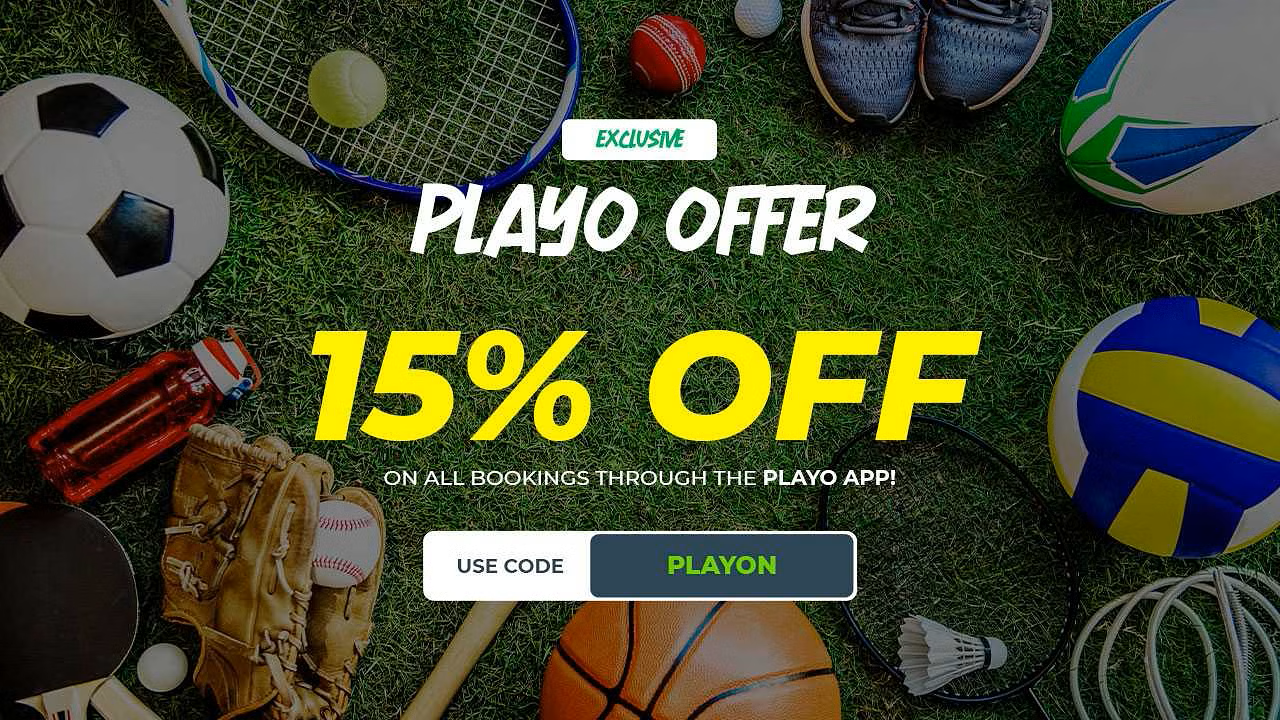 EXCLUSIVE
PLAYO OFFER
15% OFF
ON ALL BOOKINGS THROUGH THE PLAYO APP!
USE CODE PLAYON